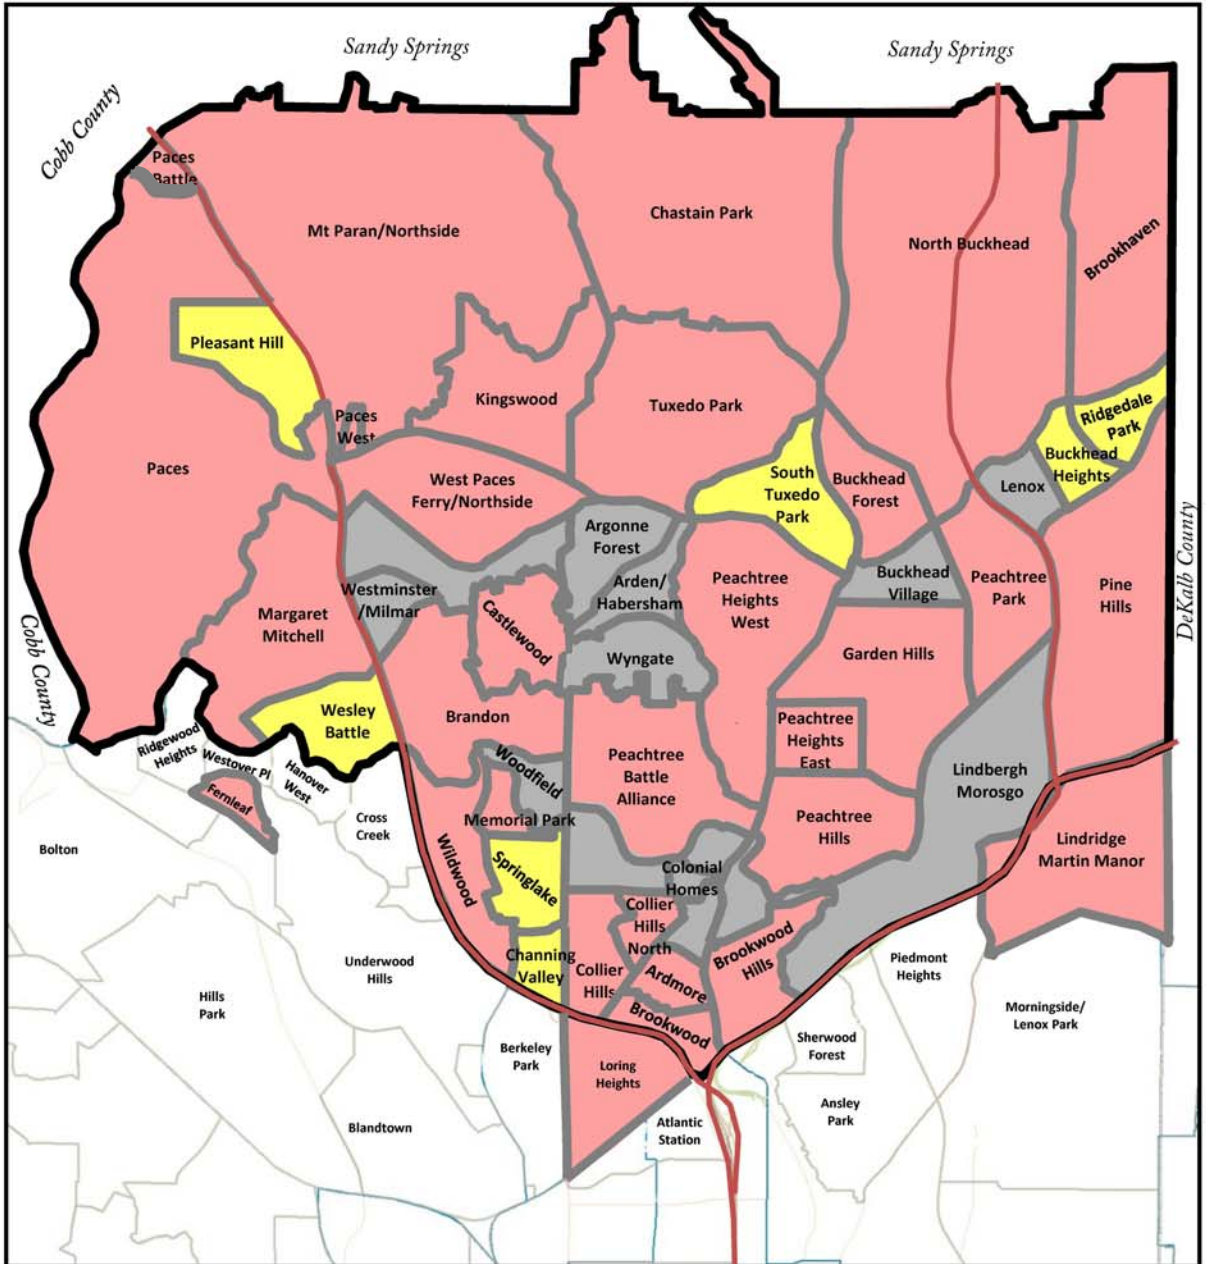 Sandy Springs
Sandy Springs
Cobb County
Paces
Battle
Mt Paran/Northside
Chastain Park
North Buckhead
Brookhaven
Pleasant Hill
Kingswood
Tuxedo Park
Paces
West
Ridgedale
Park
Buckhead
Heights
Paces
West Paces
Ferry/Northside
South
Tuxedo
Park
Buckhead
Forest
Lenox
Argonne
Forest
DeKalb County
Westminster
/Milmar
Arden/
Habersham
Peachtree
Heights
West
Buckhead
Village
Peachtree
Park
Pine
Hills
Margaret
Mitchell
Castlewood
Wyngate
Garden Hills
Cobb County
Wesley
Battle
Brandon
Peachtree
Heights
East
Ridgewood
Heights
Westover Pl
Hanover
West
Woodfield
Peachtree
Battle
Alliance
Lindbergh
Morosgo
Fernleaf
Cross
Creek
Memorial Park
Peachtree
Hills
Bolton
Wildwood
Springlake
Colonial
Homes
Lindridge
Martin Manor
Collier
Hills
North
Underwood
Hills
Channing
Valley
Collier
Hills
Ardmore
Brookwood
Hills
Piedmont
Heights
Hills
Park
Brookwood
Morningside/
Lenox Park
Berkeley
Park
Loring
Heights
Sherwood
Forest
Blandtown
Atlantic
Station
Ansley
Park